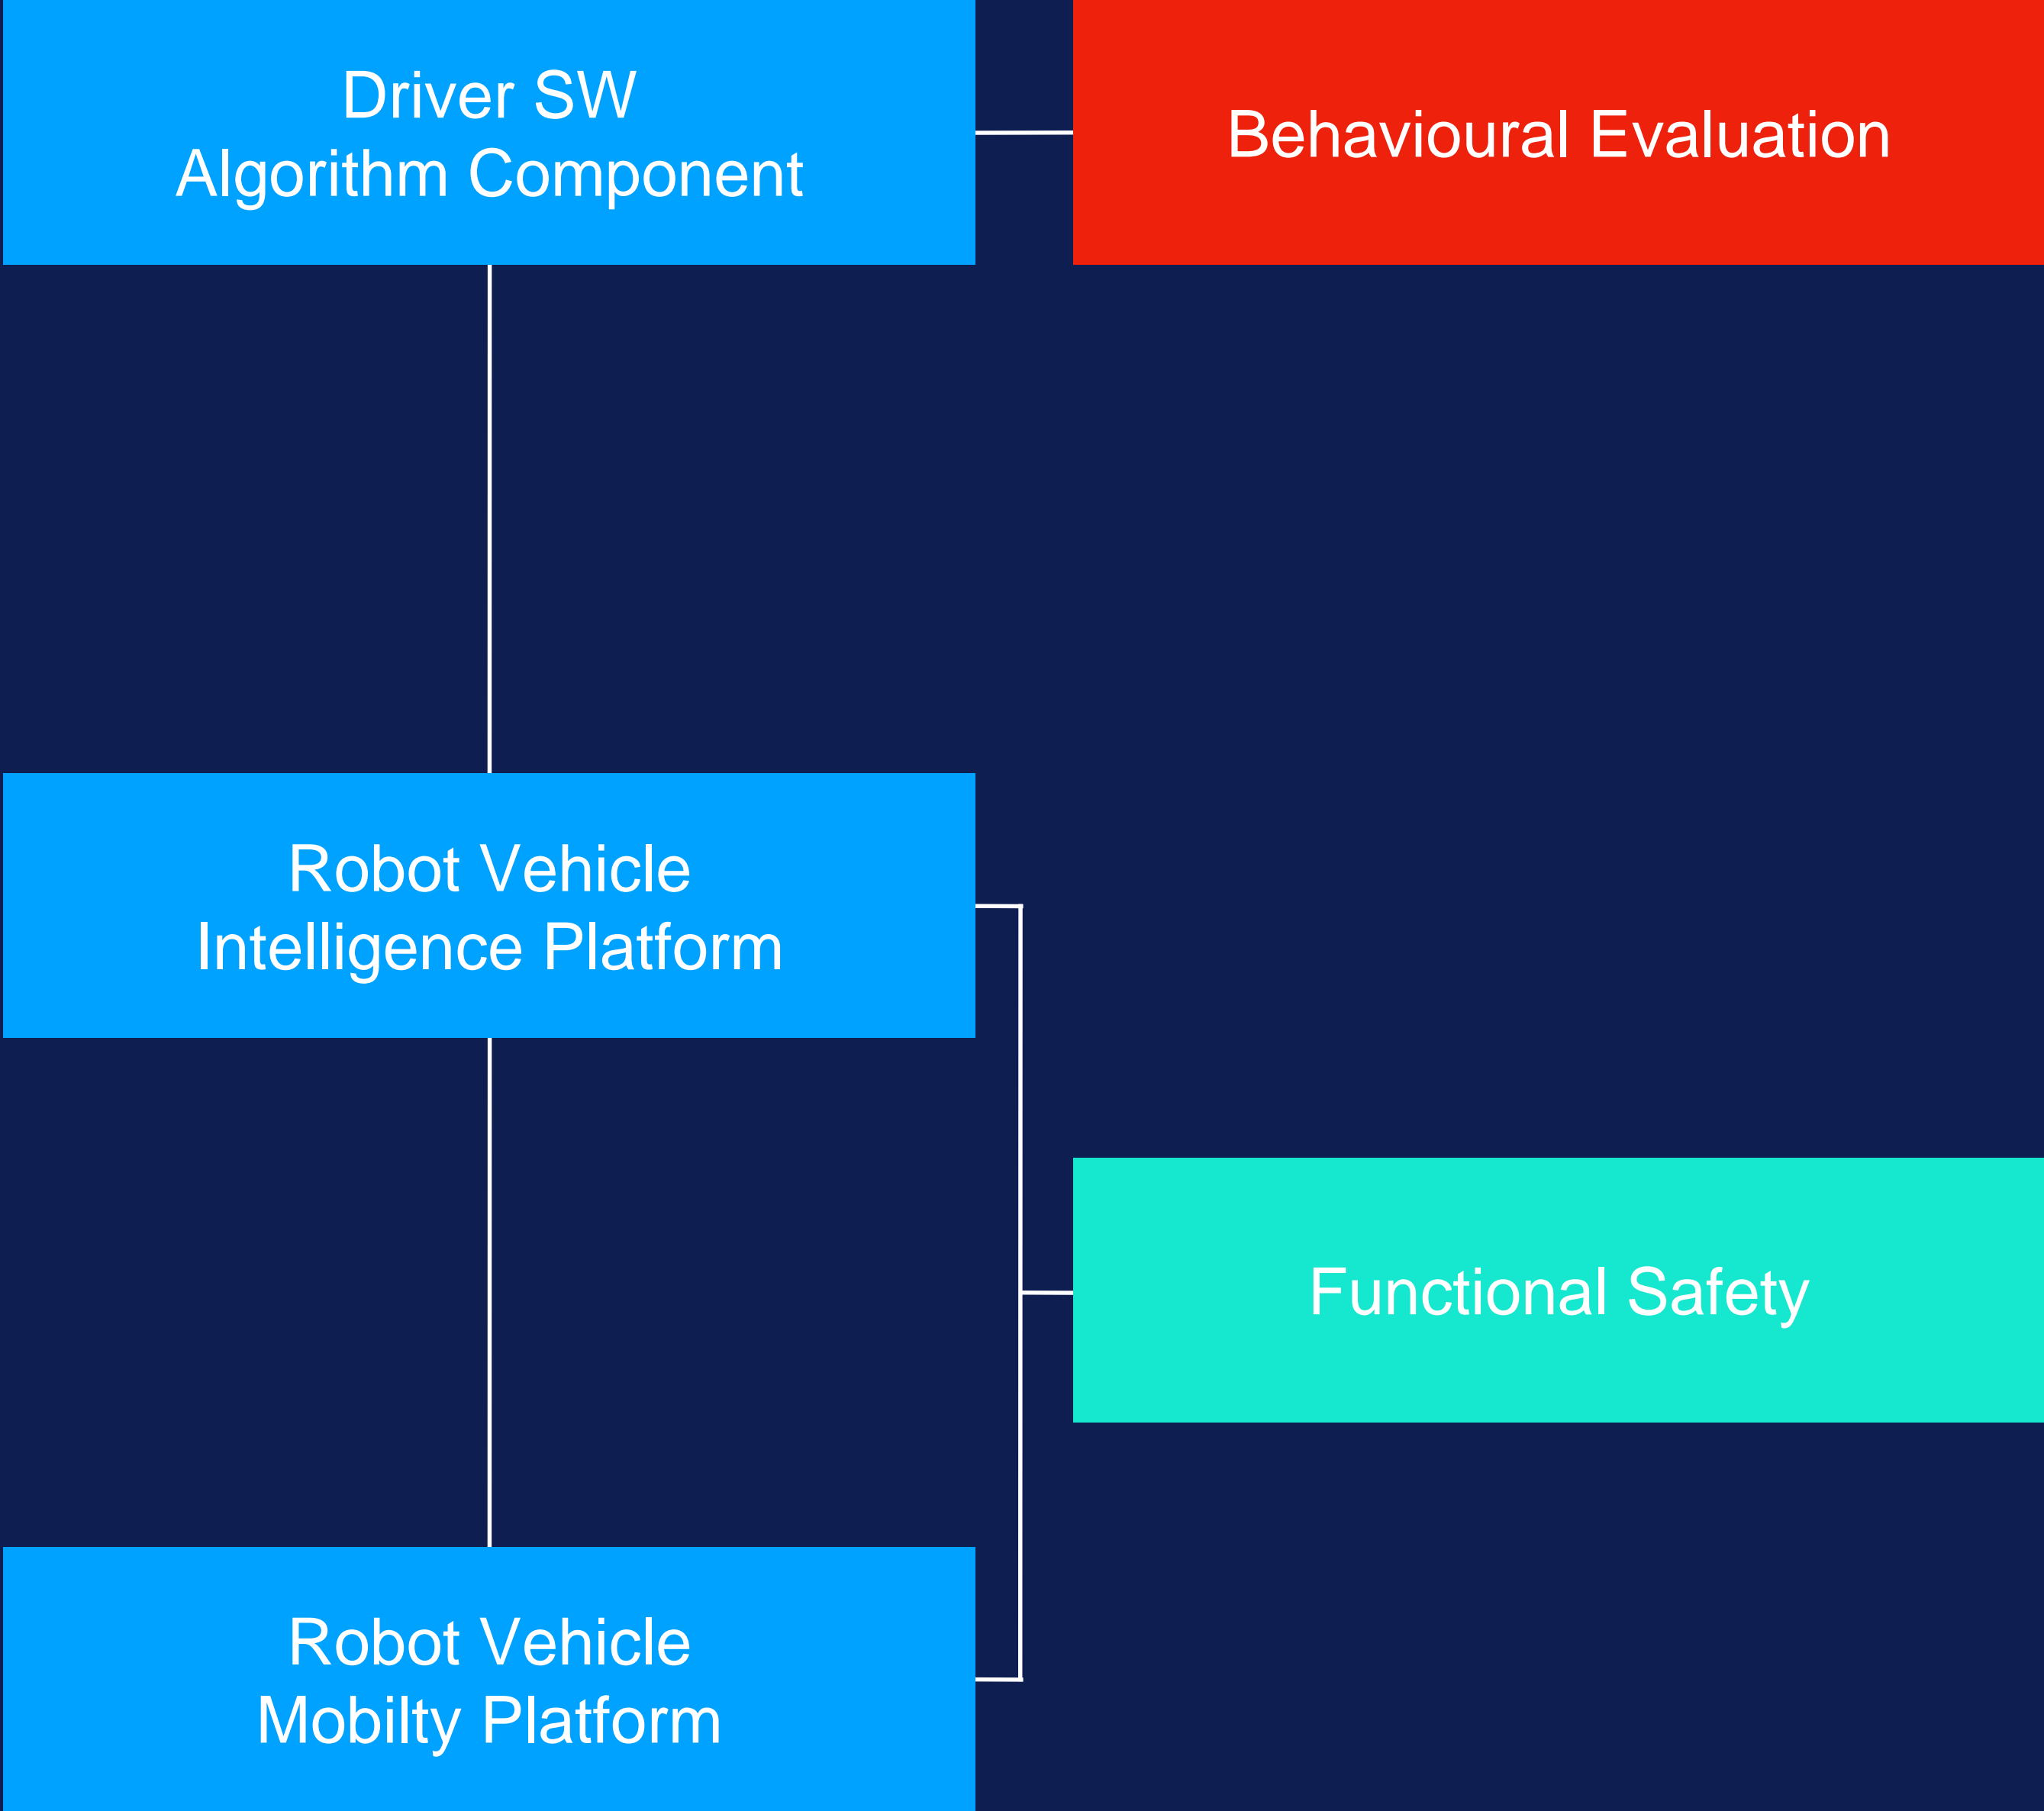 Driver SW
Algorithm Component
Behavioural Evaluation
Robot Vehicle
Intelligence Platform
Functional Safety
Robot Vehicle
Mobilty Platform